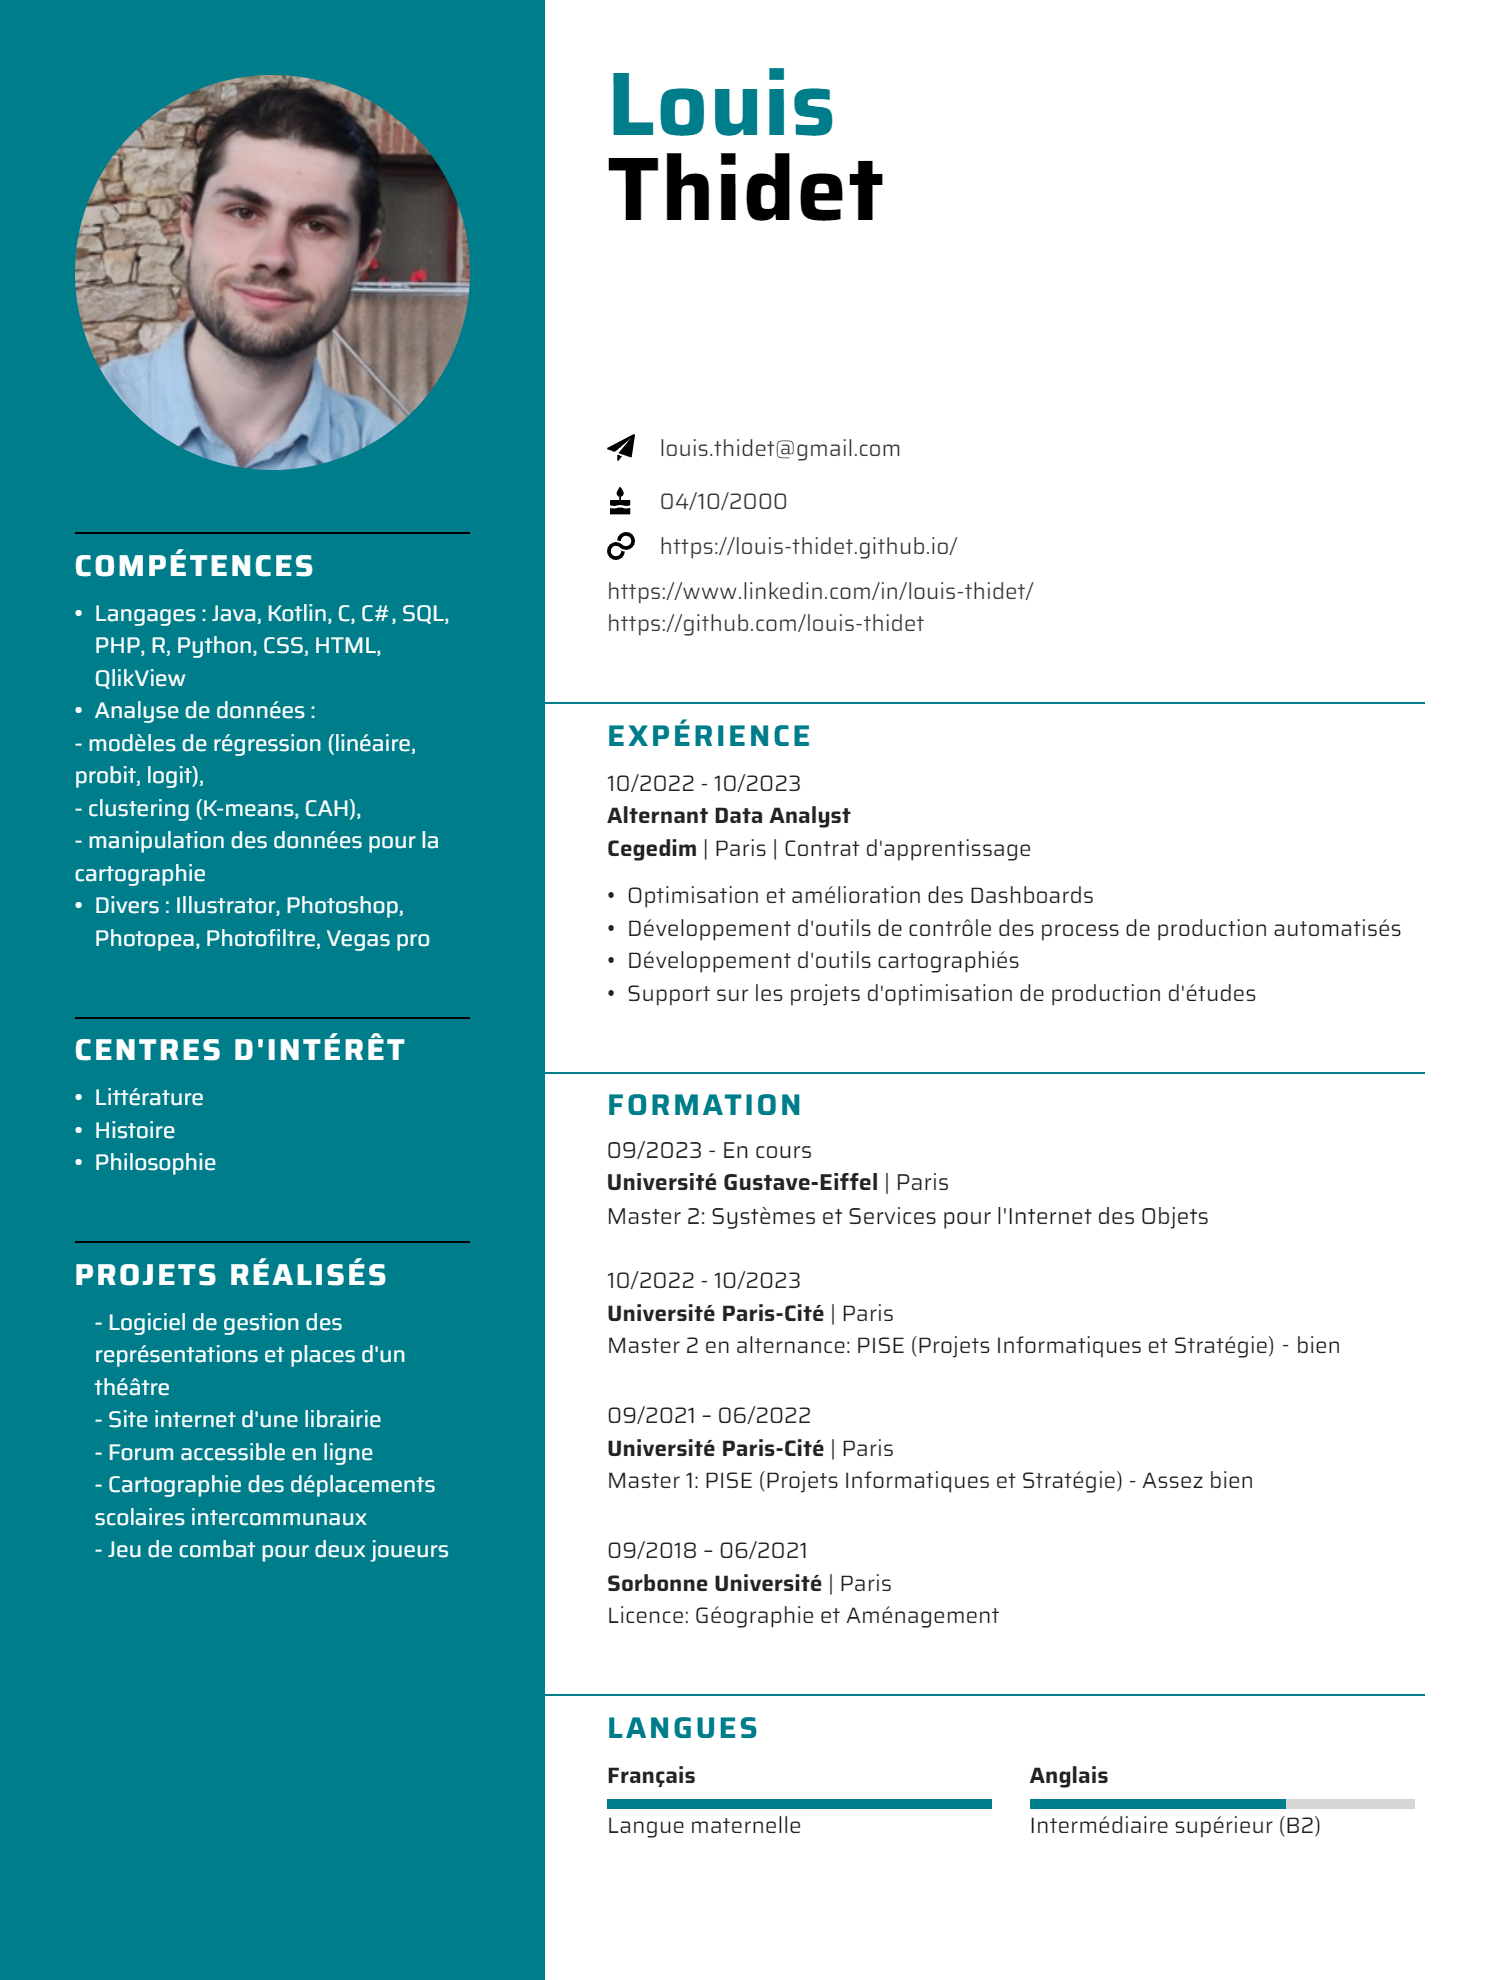 Louis
Thidet
louis.thidet@gmail.com
04/10/2000
https://louis-thidet.github.io/
https://www.linkedin.com/in/louis-thidet/
https://github.com/louis-thidet
COMPÉTENCES
• Langages : Java, Kotlin, C, C#, SQL,
PHP, R, Python, CSS, HTML,
QlikView
• Analyse de données :
- modèles de régression (linéaire,
probit, logit),
- clustering (K-means, CAH),
- manipulation des données pour la
cartographie
• Divers : Illustrator, Photoshop,
Photopea, Photofiltre, Vegas pro
CENTRES D'INTÉRÊT
• Littérature
• Histoire
• Philosophie
PROJETS RÉALISÉS
- Logiciel de gestion des
représentations et places d'un
théâtre
- Site internet d'une librairie
- Forum accessible en ligne
- Cartographie des déplacements
scolaires intercommunaux
- Jeu de combat pour deux joueurs
EXPÉRIENCE
10/2022 - 10/2023
Alternant Data Analyst
Cegedim | Paris | Contrat d'apprentissage
• Optimisation et amélioration des Dashboards
• Développement d'outils de contrôle des process de production automatisés
• Développement d'outils cartographiés
• Support sur les projets d'optimisation de production d'études
FORMATION
09/2023 - En cours
Université Gustave-Eiffel | Paris
Master 2: Systèmes et Services pour l'Internet des Objets
10/2022 - 10/2023
Université Paris-Cité | Paris
Master 2 en alternance: PISE (Projets Informatiques et Stratégie) - bien
09/2021 – 06/2022
Université Paris-Cité | Paris
Master 1: PISE (Projets Informatiques et Stratégie) - Assez bien
09/2018 – 06/2021
Sorbonne Université | Paris
Licence: Géographie et Aménagement
LANGUES
Français
Langue maternelle
Anglais
Intermédiaire supérieur (B2)